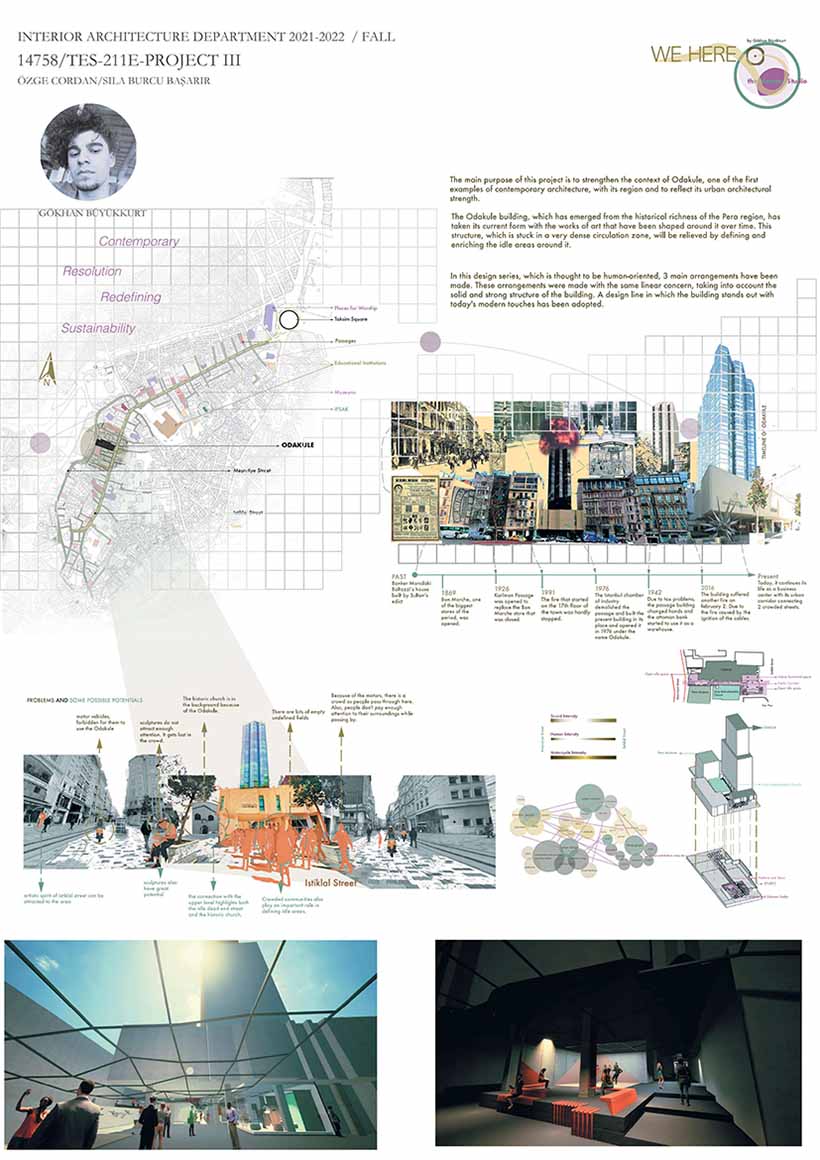 INTERIOR ARCHITECTURE DEPARTMENT 2021-2022 / FALL
14758/TES-211E-PROJECT III
ÖZGE CORDAN/SILA BURCU BAŞARIR
by Gökhan Büyükkurt
WE HERE
Studio
GÖKHAN BÜYÜKKURT
The main purpose of this project is to strengthen the context of Odakule, one of the first
examples of contemporary architecture, with its region and to reflect its urban architectural
strength.
The Odakule building, which has emerged from the historical richness of the Pera region, has
taken its current form with the works of art that have been shaped around it over time. This
structure, which is stuck in a very dense circulation zone, will be relieved by defining and
enriching the idle areas around it.
In this design series, which is thought to be human-oriented, 3 main arrangements have been
made. These arrangements were made with the same linear concern, taking into account the
solid and strong structure of the building. A design line in which the building stands out with
today's modern touches has been adopted.
Contemporary
Resolution
Redefining
Sustainability
N
Places for Worship
Taksim Square
Passages
Educational Institutions
Museums
ODAKULE
Meşrutiye Street
Istiklal Street
TIMELINE OF ODAKULE
PAST
Banker Manolaki
Baltazzi's house
built by Sultan's
edict
1869
Bon Marche, one
of the biggest
stores of the
period, was
opened.
1926
Karlman Passage
was opened to
replace the Bon
Marche store that
was closed.
1991
The fire that started
on the 17th floor of
the town was hardly
stopped.
1976
The Istanbul chamber
of industry
demolished the
passage and built the
present building in its
place and opened it
in 1976 under the
name Odakule.
1942
Due to tax problems,
the passage building
changed hands and
the ottoman bank
started to use it as a
warehouse.
2016
The building suffered
another fire on
february 2. Due to
the fire caused by the
ignition of the cables.
Present
Today, it continues its
life as a business
center with its urban
corridor connecting
2 crowded streets.
PROBLEMS AND SOME POSSIBLE POTENTIALS
motor vehicles,
forbidden for them to
use the Odakule
sculptures do not
attract enough
attention. It gets lost in
the crowd.
The historic church is in
the background because
of the Odakule.
There are lots of empty
undefined fields
Because of the motors, there is a
crowd as people pass through here.
Also, people don't pay enough
attention to their surroundings while
passing by.
Istiklal Street
artistic spirit of istiklal street can be
attracted to the area
sculptures also
have great
potential
the connection with the
upper level highlights both
the idle dead end street
and the historic church.
Crowded communities also
play an important role in
defining idle areas.
Sound Intensity
Human Intensity
Motorcycle Intensity